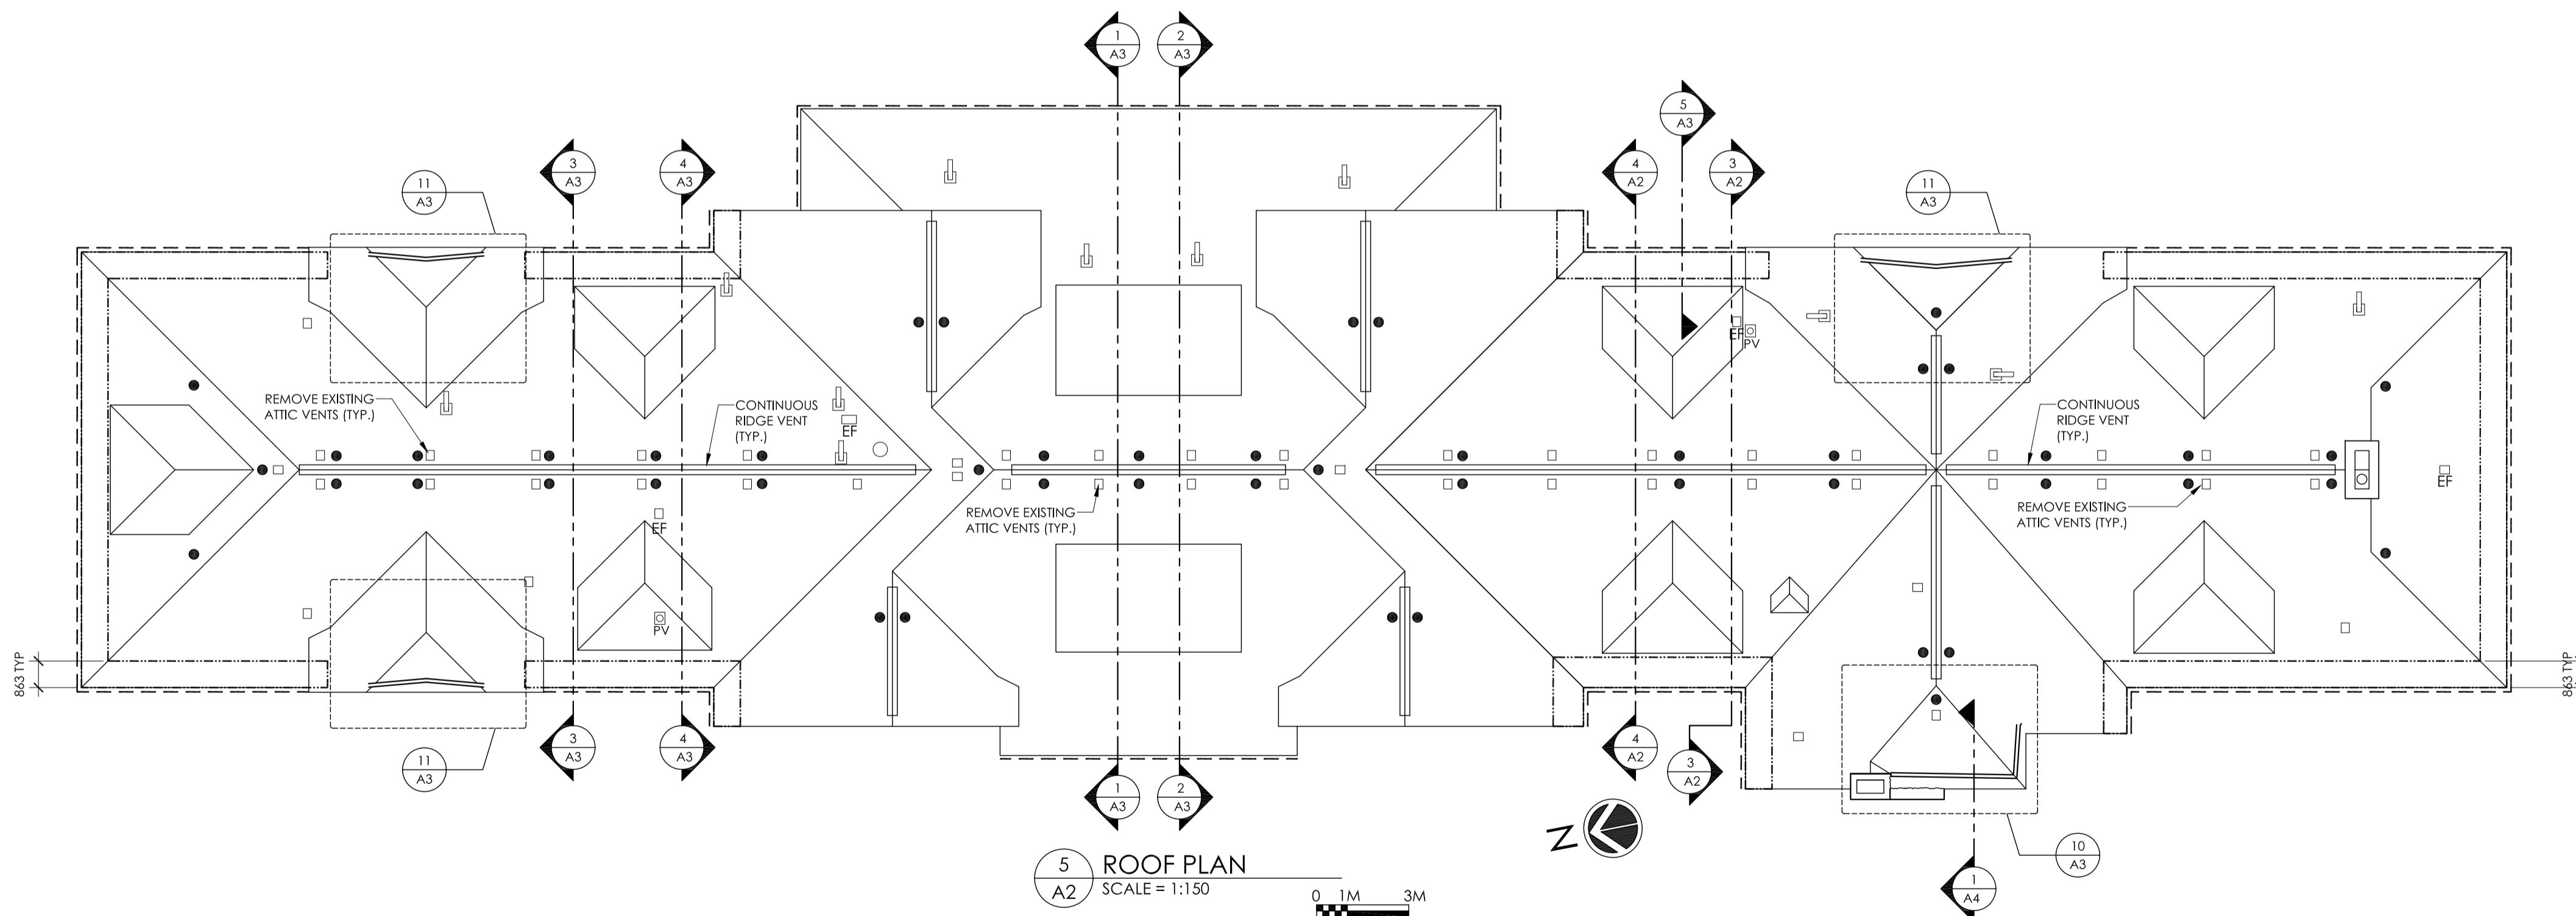 1
A3
2
A3
5
A3
3
A3
4
A3
4
A2
3
A2
11
A3
11
A3
EF
PV
REMOVE EXISTING
ATTIC VENTS (TYP.)
CONTINUOUS
RIDGE VENT
(TYP.)
EF
CONTINUOUS
RIDGE VENT
(TYP.)
EF
REMOVE EXISTING
ATTIC VENTS (TYP.)
REMOVE EXISTING
ATTIC VENTS (TYP.)
EF
PV
863 TYP
863 TYP
3
A3
4
A3
4
A2
3
A2
11
A3
1
A3
2
A3
N
10
A3
1
A4
5
A2
ROOF PLAN
SCALE = 1:150
0 1M 3M